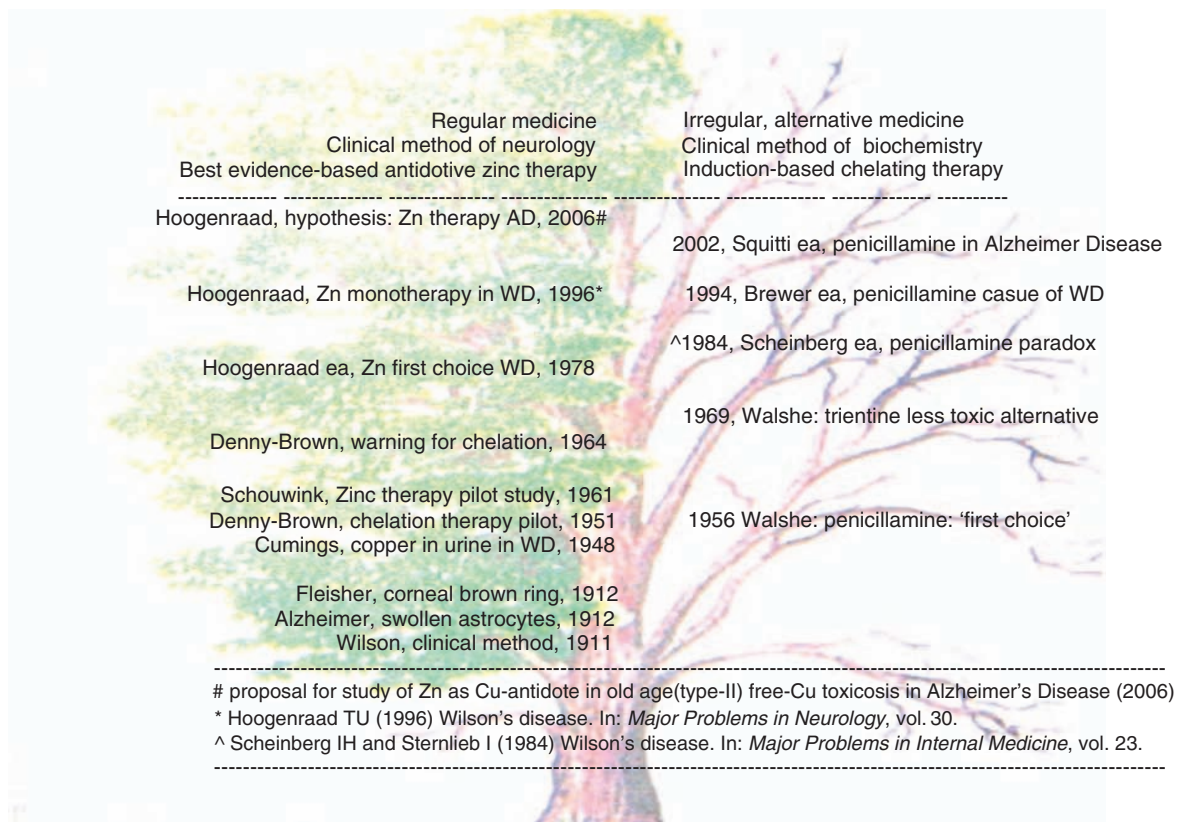 Regular medicine
Clinical method of neurology
Best evidence-based antidotive zinc therapy
Irregular, alternative medicine
Clinical method of biochemistry
Induction-based chelating therapy
Hoogenraad, hypothesis: Zn therapy AD, 2006#
2002, Squitti ea, penicillamine in Alzheimer Disease
Hoogenraad, Zn monotherapy in WD, 1996*
1994, Brewer ea, penicillamine casue of WD
^1984, Scheinberg ea, penicillamine paradox
Hoogenraad ea, Zn first choice WD, 1978
1969, Walshe: trientine less toxic alternative
Denny-Brown, warning for chelation, 1964
Schouwink, Zinc therapy pilot study, 1961
Denny-Brown, chelation therapy pilot, 1951
1956 Walshe: penicillamine: ‘first choice’
Cumings, copper in urine in WD, 1948
Fleisher, corneal brown ring, 1912
Alzheimer, swollen astrocytes, 1912
Wilson, clinical method, 1911
# proposal for study of Zn as Cu-antidote in old age(type-II) free-Cu toxicosis in Alzheimer's Disease (2006)
* Hoogenraad TU (1996) Wilson's disease. In: Major Problems in Neurology, vol. 30.
^ Scheinberg IH and Sternlieb I (1984) Wilson's disease. In: Major Problems in Internal Medicine, vol. 23.